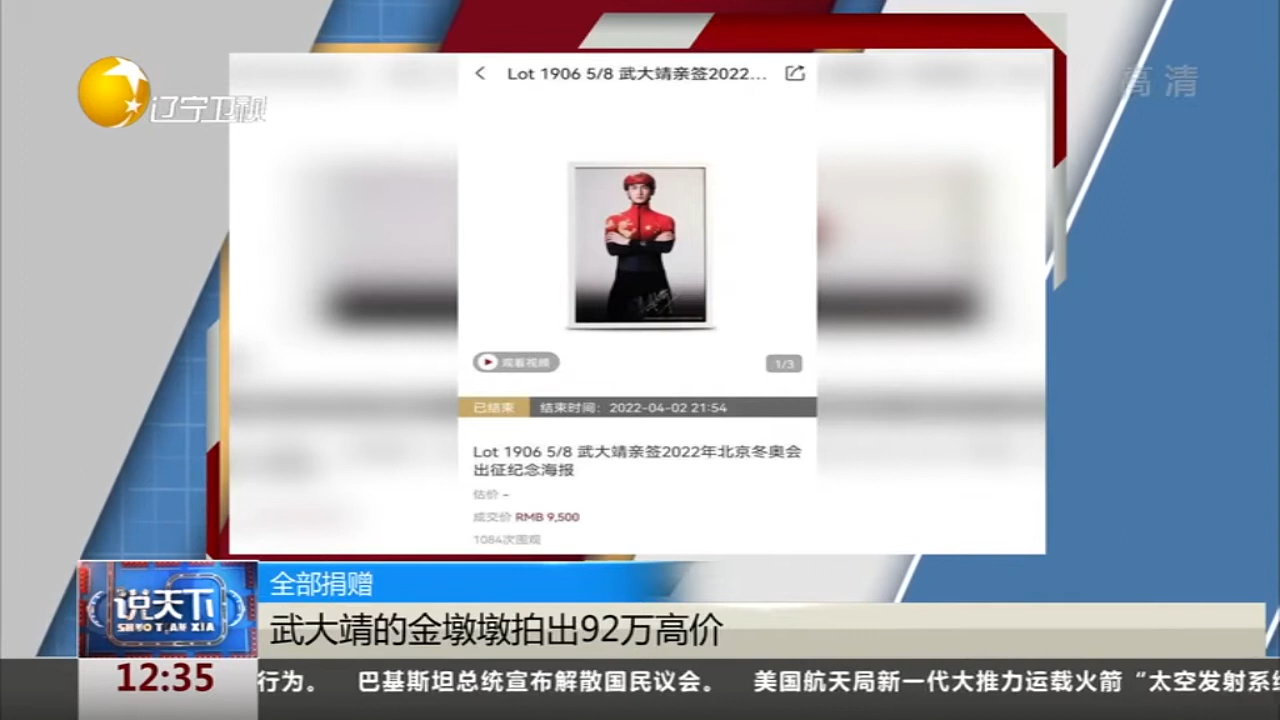 辽宁卫视
高清
Lot 1906 5/8 武大靖亲签2022...
观看视频
1/3
已结束 结束时间：2022-04-02 21:54
Lot 1906 5/8 武大靖亲签2022年北京冬奥会
出征纪念海报
估价 -
成交价 RMB 9,500
1084次围观
全部捐赠
说天下
SHUO TIAN XIA
武大靖的金墩墩拍出92万高价
12:35
行为。 巴基斯坦总统宣布解散国民议会。 美国航天局新一代大推力运载火箭“太空发射系统